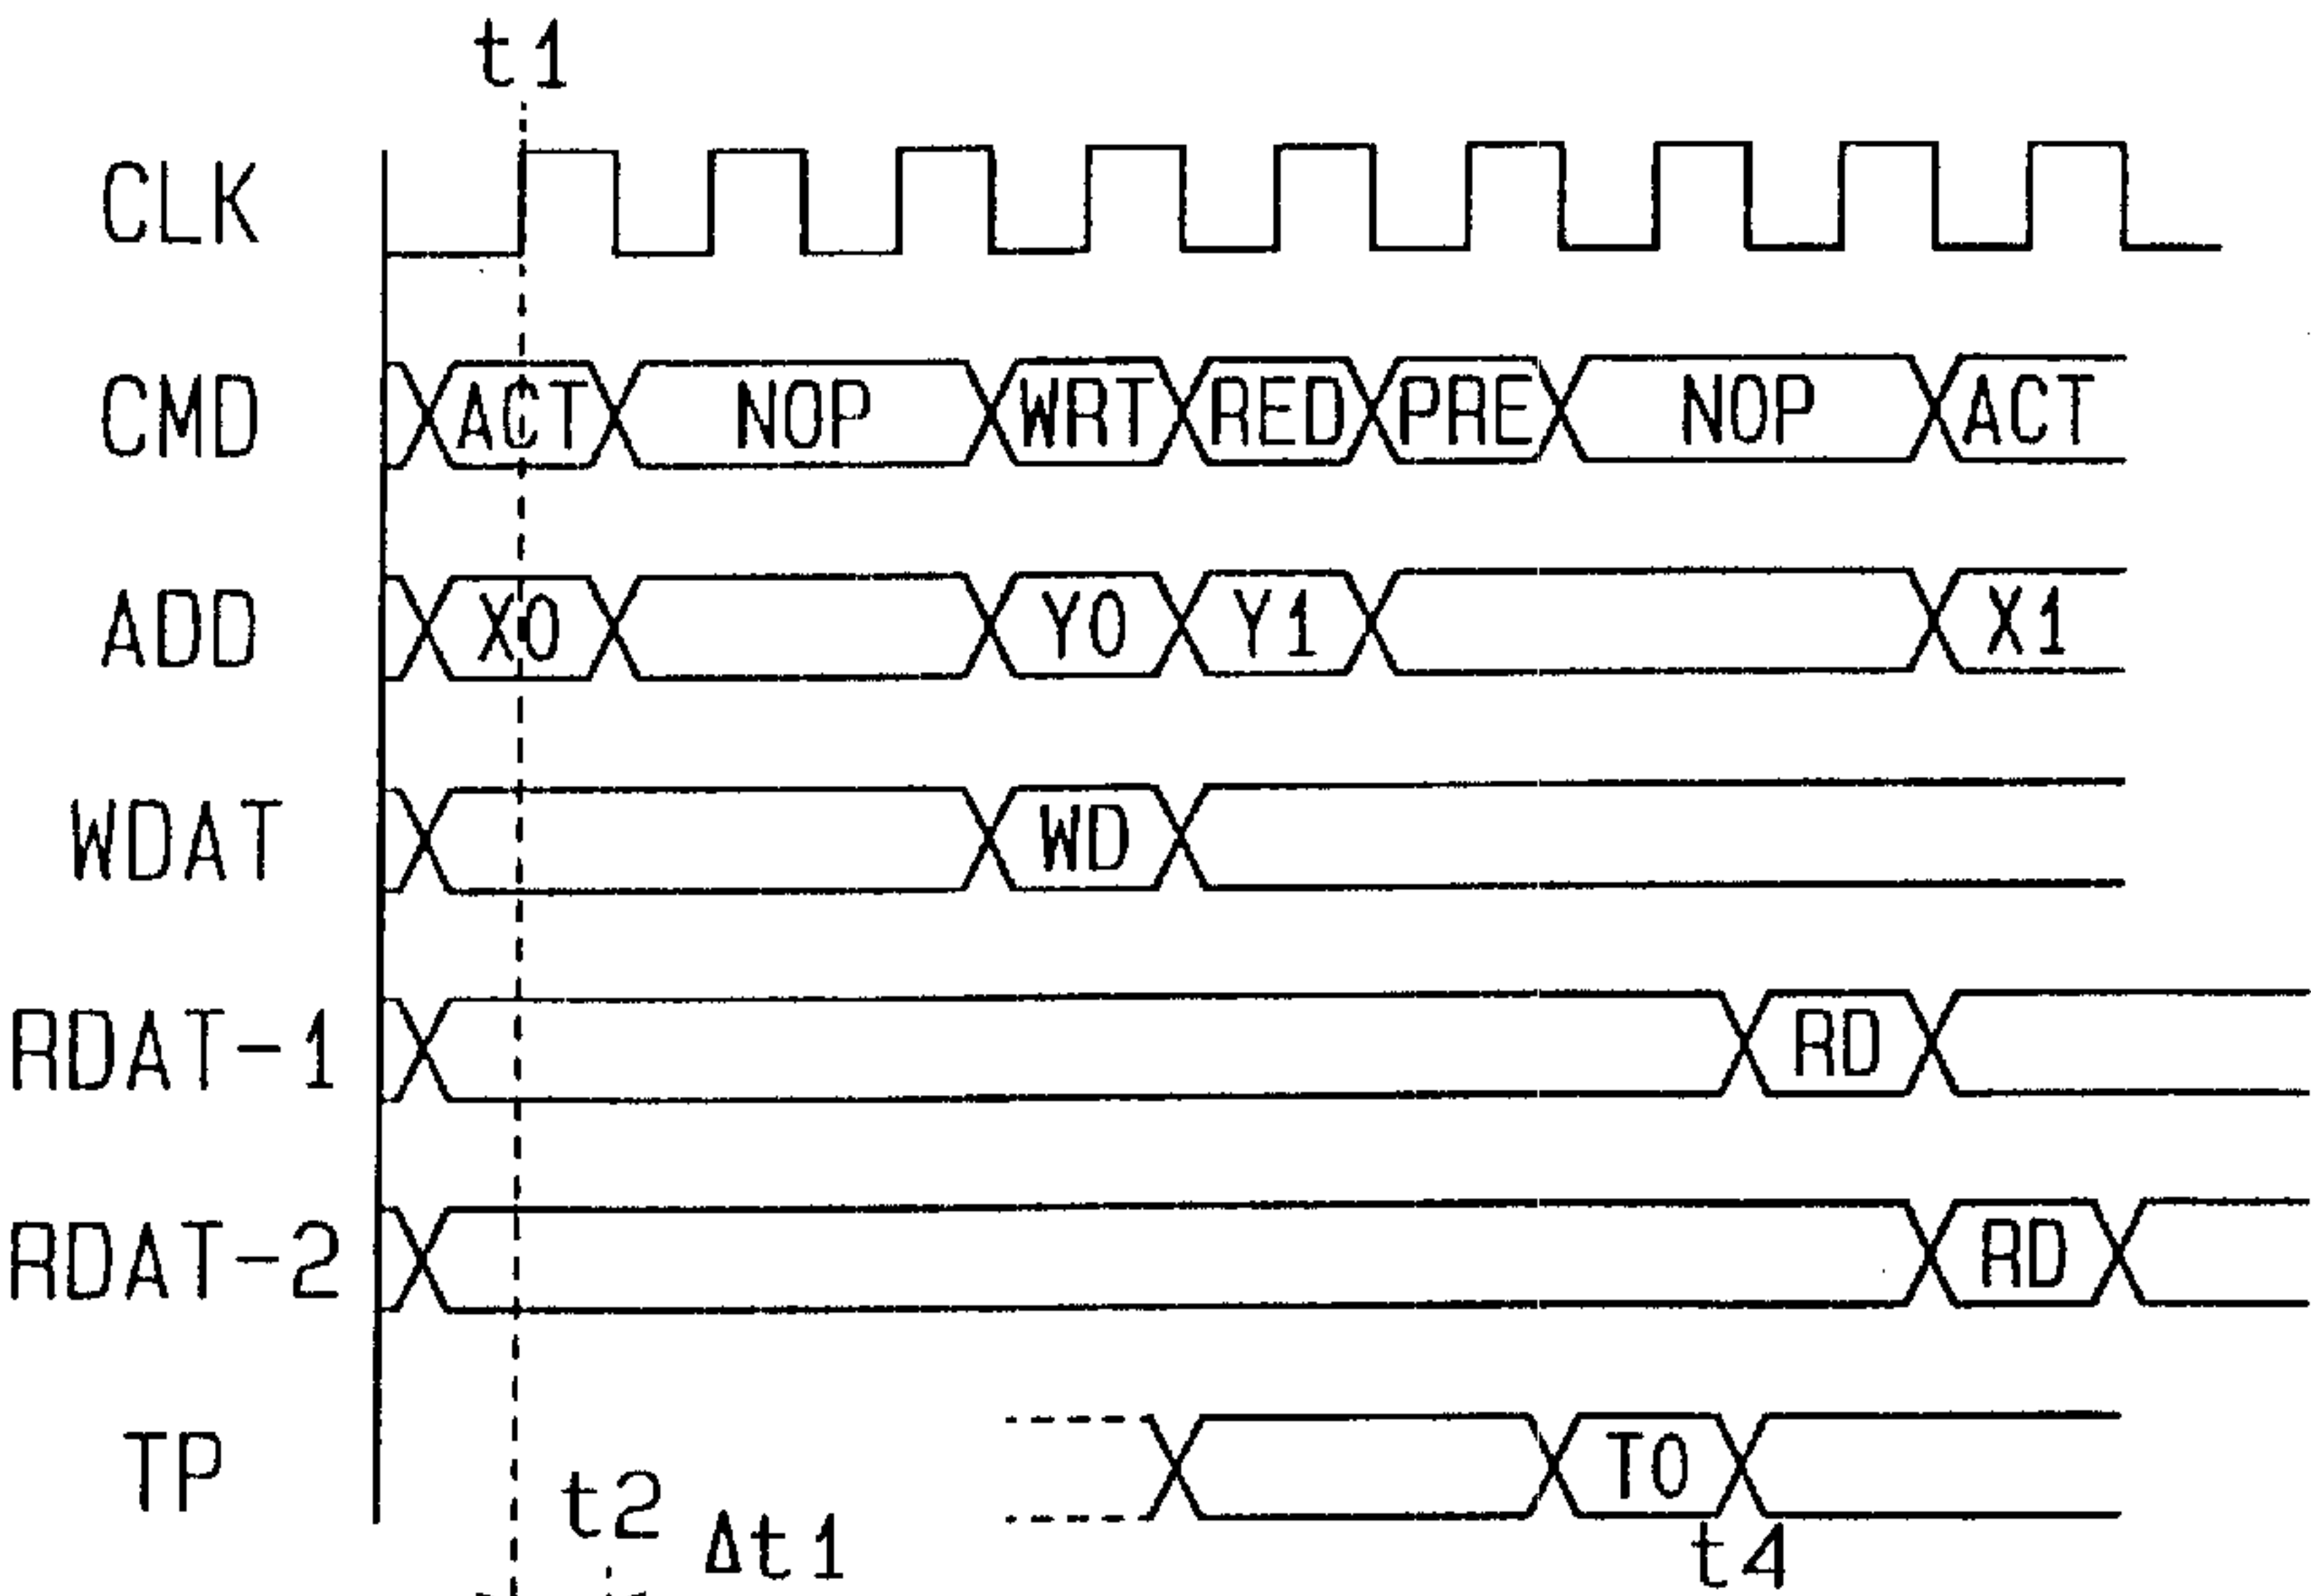 t1
CLK
CMD ACT NOP WRT RED PRE NOP ACT
ADD X0 Y0 Y1 X1
WDAT WD
RDAT-1 RD
RDAT-2 RD
TP T0
t2 Δt1 t4